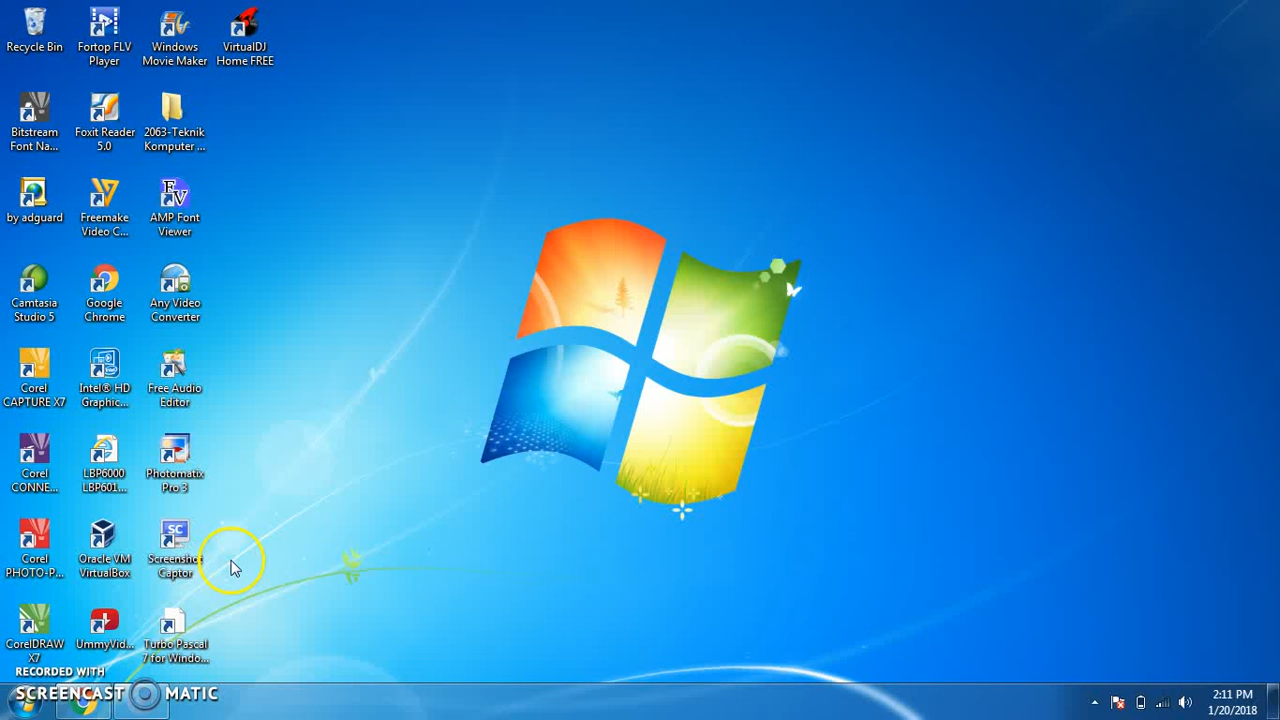 Recycle Bin
Fortop FLV
Player
Windows
Movie Maker
VirtualDJ
Home FREE
Bitstream
Font Na...
Foxit Reader
5.0
2063-Teknik
Komputer ...
by adguard
Freemake
Video C...
FV
AMP Font
Viewer
Camtasia
Studio 5
Google
Chrome
Any Video
Converter
Corel
CAPTURE X7
Intel® HD
Graphic...
Free Audio
Editor
Corel
CONNE...
LBP6000
LBP601...
Photomatix
Pro 3
Corel
PHOTO-P...
Oracle VM
VirtualBox
SC
Screenshot
Captor
CorelDRAW
X7
UmmyVid...
Turbo Pascal
7 for Windo...
RECORDED WITH
SCREENCAST MATIC
2:11 PM
1/20/2018